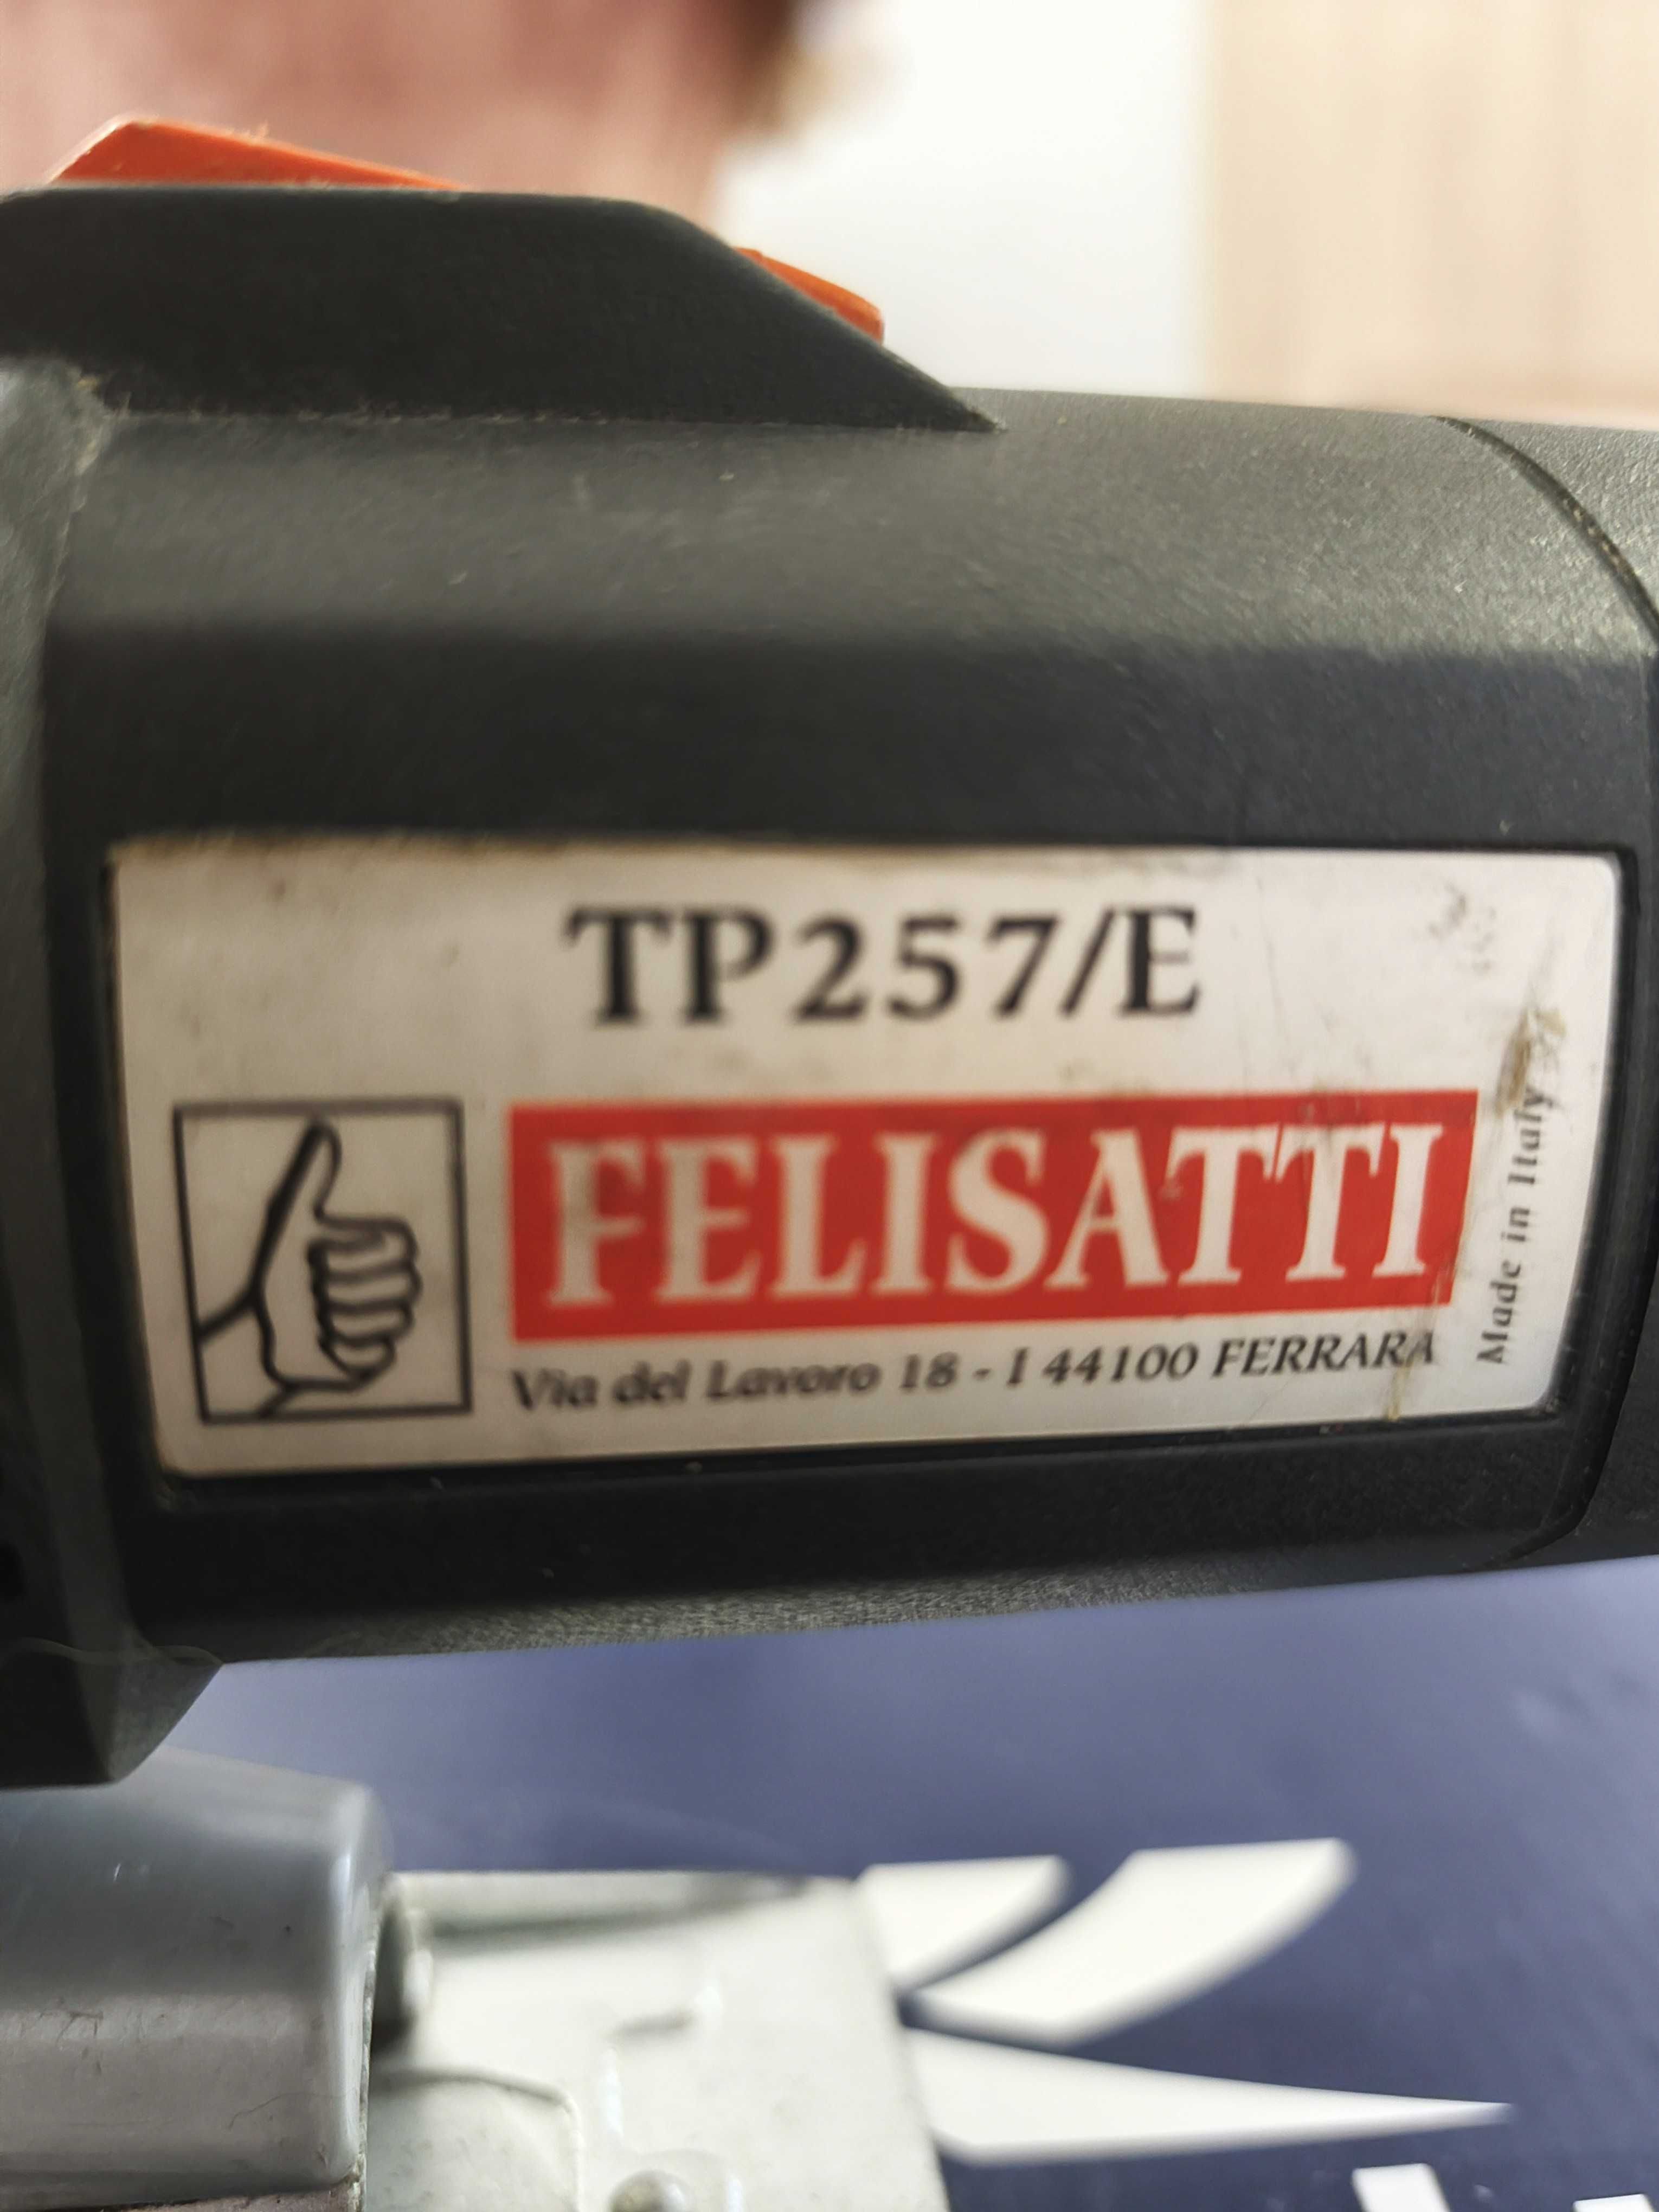 TP257/E
FELISATTI
Via del Lavoro 18 - I 44100 FERRARA
Made in Italy